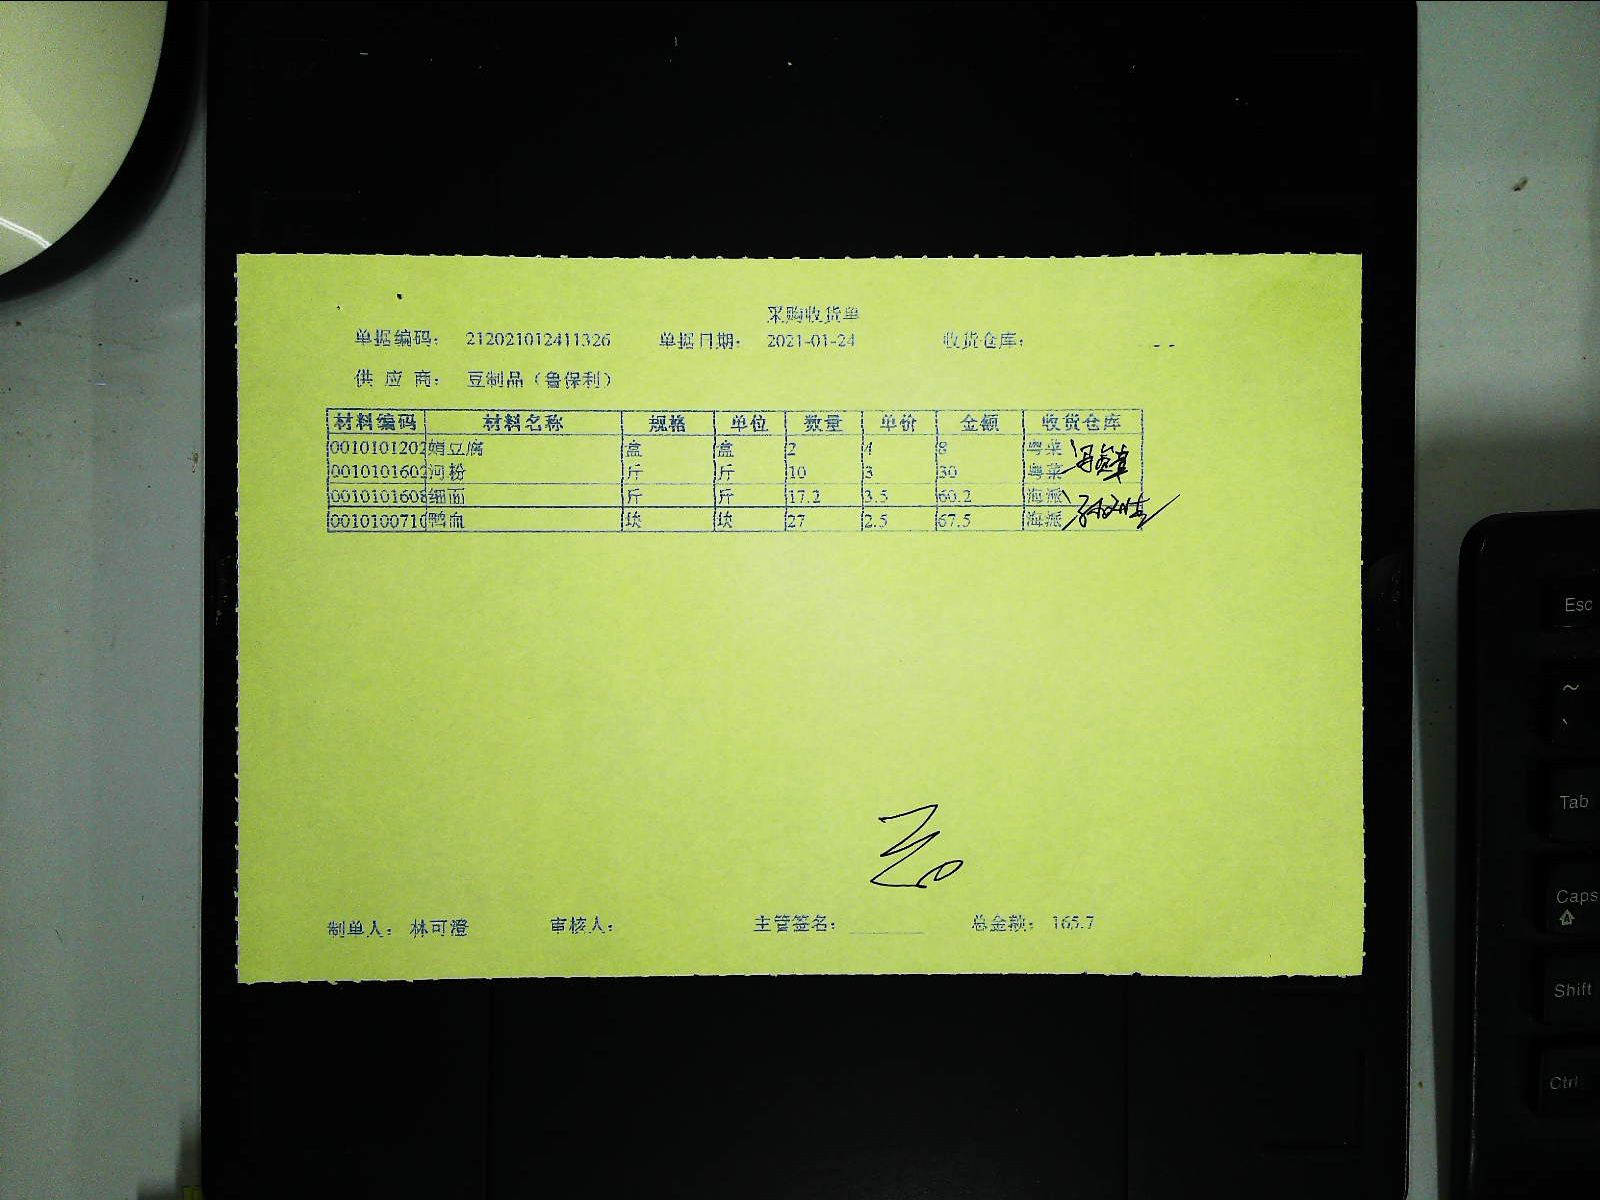 采购收货单
单据编码： 212021012411326 单据日期： 2021-01-24 收货仓库：
供 应 商： 豆制品（鲁保利）
材料编码 材料名称 规格 单位 数量 单价 金额 收货仓库
0010101202 绢豆腐 盒 盒 2 4 8 粤菜
0010101602 河粉 斤 斤 10 3 30 粤菜
0010101608 细面 斤 斤 17.2 3.5 60.2 海派
0010100710 鸭血 块 块 27 2.5 67.5 海派
制单人： 林可澄 审核人： 主管签名： 总金额： 165.7
Esc
~
`
Tab
Caps
Shift
Ctrl